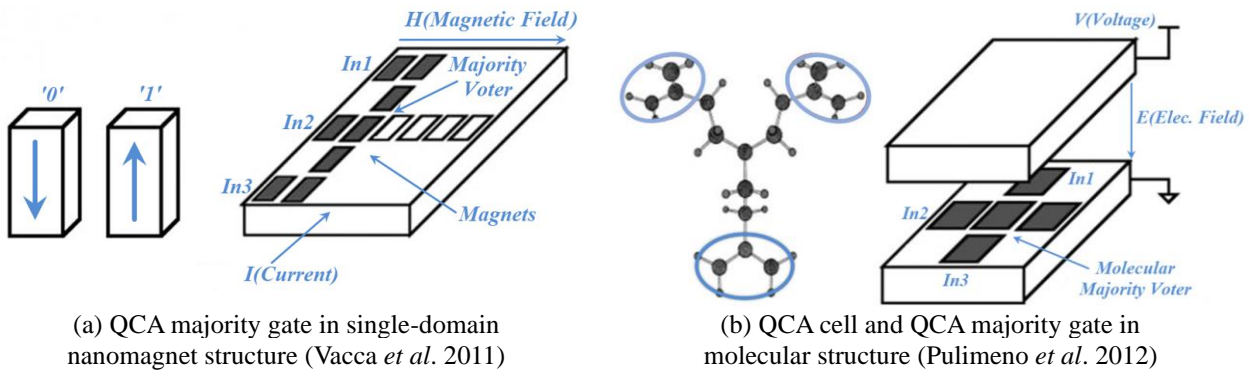 '0'
'1'
H(Magnetic Field)
In1
Majority
Voter
In2
In3
Magnets
I(Current)
V(Voltage)
E(Elec. Field)
In1
In2
In3
Molecular
Majority Voter
(a) QCA majority gate in single-domain
nanomagnet structure (Vacca et al. 2011)
(b) QCA cell and QCA majority gate in
molecular structure (Pulimeno et al. 2012)